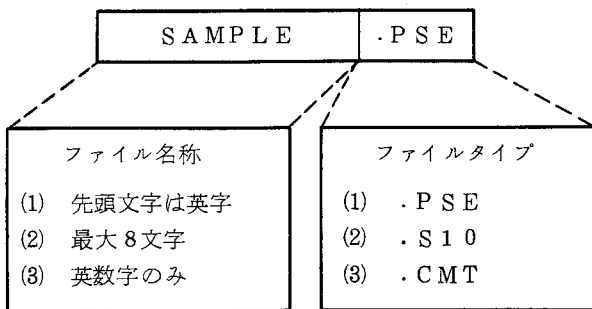 SAMPLE .PSE
ファイル名称
(1) 先頭文字は英字
(2) 最大8文字
(3) 英数字のみ
ファイルタイプ
(1) .PSE
(2) .S10
(3) .CMT